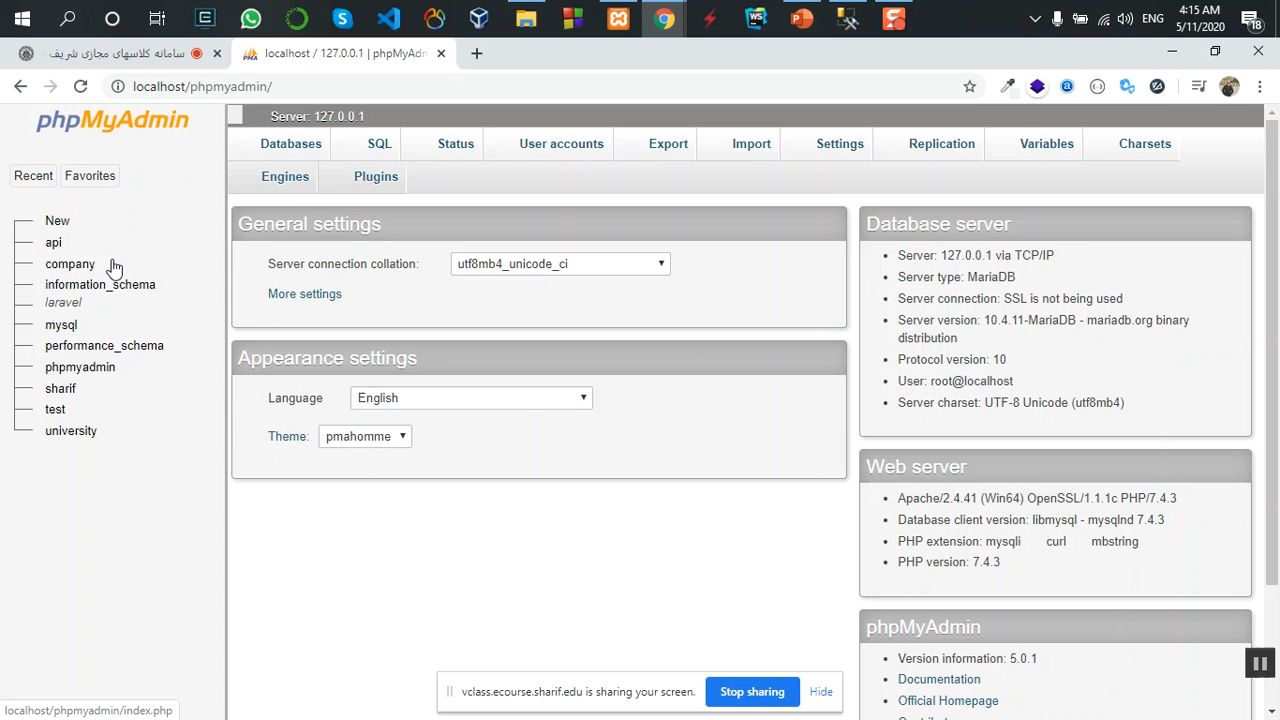 4:15 AM
ENG
5/11/2020
18
سامانه کلاسهای مجازی شریف
localhost / 127.0.0.1 | phpMyAdm
localhost/phpmyadmin/
phpMyAdmin
Recent
Favorites
New
api
company
information_schema
laravel
mysql
performance_schema
phpmyadmin
sharif
test
university
Server: 127.0.0.1
Databases
SQL
Status
User accounts
Export
Import
Settings
Replication
Variables
Charsets
Engines
Plugins
General settings
Server connection collation:
utf8mb4_unicode_ci
More settings
Appearance settings
Language
English
Theme:
pmahomme
Database server
Server: 127.0.0.1 via TCP/IP
Server type: MariaDB
Server connection: SSL is not being used
Server version: 10.4.11-MariaDB - mariadb.org binary
distribution
Protocol version: 10
User: root@localhost
Server charset: UTF-8 Unicode (utf8mb4)
Web server
Apache/2.4.41 (Win64) OpenSSL/1.1.1c PHP/7.4.3
Database client version: libmysql - mysqlnd 7.4.3
PHP extension: mysqli curl mbstring
PHP version: 7.4.3
phpMyAdmin
Version information: 5.0.1
Documentation
Official Homepage
vclass.ecourse.sharif.edu is sharing your screen.
Stop sharing
Hide
localhost/phpmyadmin/index.php